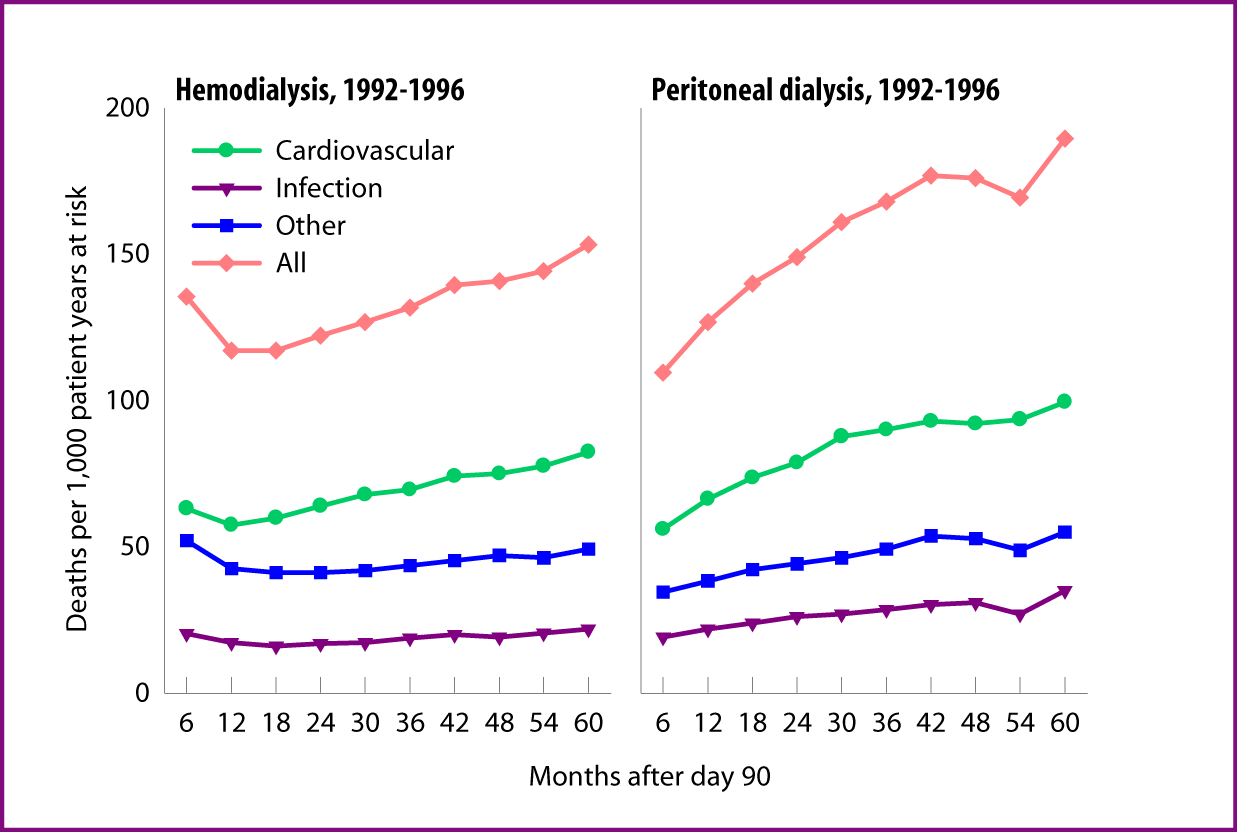 Hemodialysis, 1992-1996
Peritoneal dialysis, 1992-1996
Cardiovascular
Infection
Other
All
Deaths per 1,000 patient years at risk
200
150
100
50
0
6 12 18 24 30 36 42 48 54 60
6 12 18 24 30 36 42 48 54 60
Months after day 90